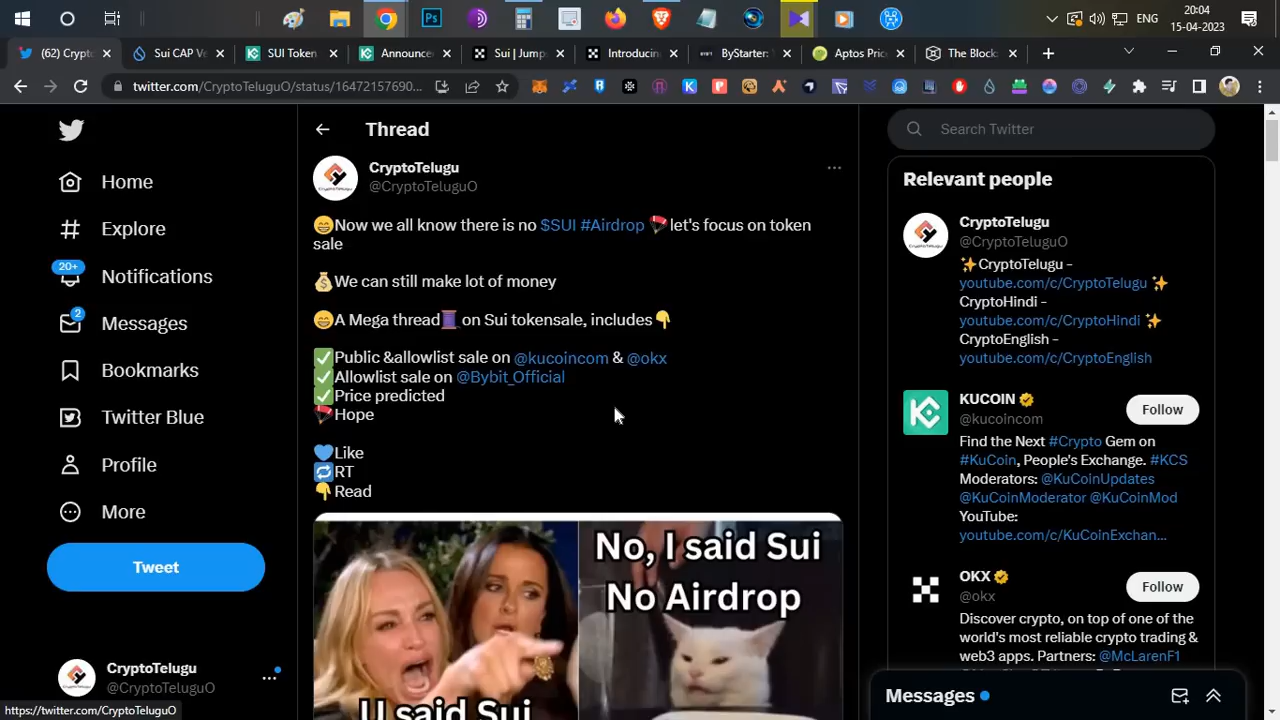 20:04
ENG
15-04-2023
(62) Crypto
Sui CAP Ve
SUI Token
Announce
Sui | Jump
Introducin
ByStarter:
Aptos Pric
The Block
twitter.com/CryptoTeluguO/status/16472157690...
Home
Explore
20+
Notifications
2
Messages
Bookmarks
Twitter Blue
Profile
More
Tweet
CryptoTelugu
@CryptoTeluguO
https://twitter.com/CryptoTeluguO
Thread
CryptoTelugu
@CryptoTeluguO
😁Now we all know there is no $SUI #Airdrop 🪂let's focus on token
sale
💰We can still make lot of money
😁A Mega thread🧵on Sui tokensale, includes👇
✅Public &allowlist sale on @kucoincom & @okx
✅Allowlist sale on @Bybit_Official
✅Price predicted
🪂Hope
💙Like
🔁RT
👇Read
U said Sui
No, I said Sui
No Airdrop
Search Twitter
Relevant people
CryptoTelugu
@CryptoTeluguO
✨CryptoTelugu -
youtube.com/c/CryptoTelugu ✨
CryptoHindi -
youtube.com/c/CryptoHindi ✨
CryptoEnglish -
youtube.com/c/CryptoEnglish
KUCOIN
@kucoincom
Follow
Find the Next #Crypto Gem on
#KuCoin, People's Exchange. #KCS
Moderators: @KuCoinUpdates
@KuCoinModerator @KuCoinMod
YouTube:
youtube.com/c/KuCoinExchan...
OKX
@okx
Follow
Discover crypto, on top of one of the
world's most reliable crypto trading &
web3 apps. Partners: @McLarenF1
Messages